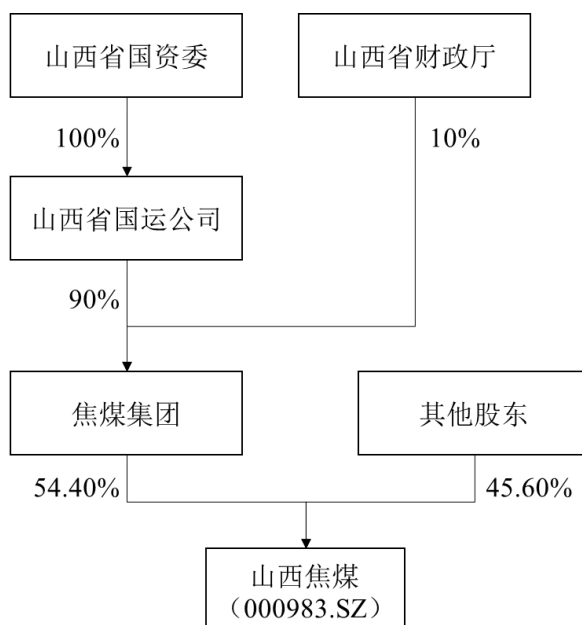 山西省国资委
山西省财政厅
100%
10%
山西省国运公司
90%
焦煤集团
其他股东
54.40%
45.60%
山西焦煤
（000983.SZ）